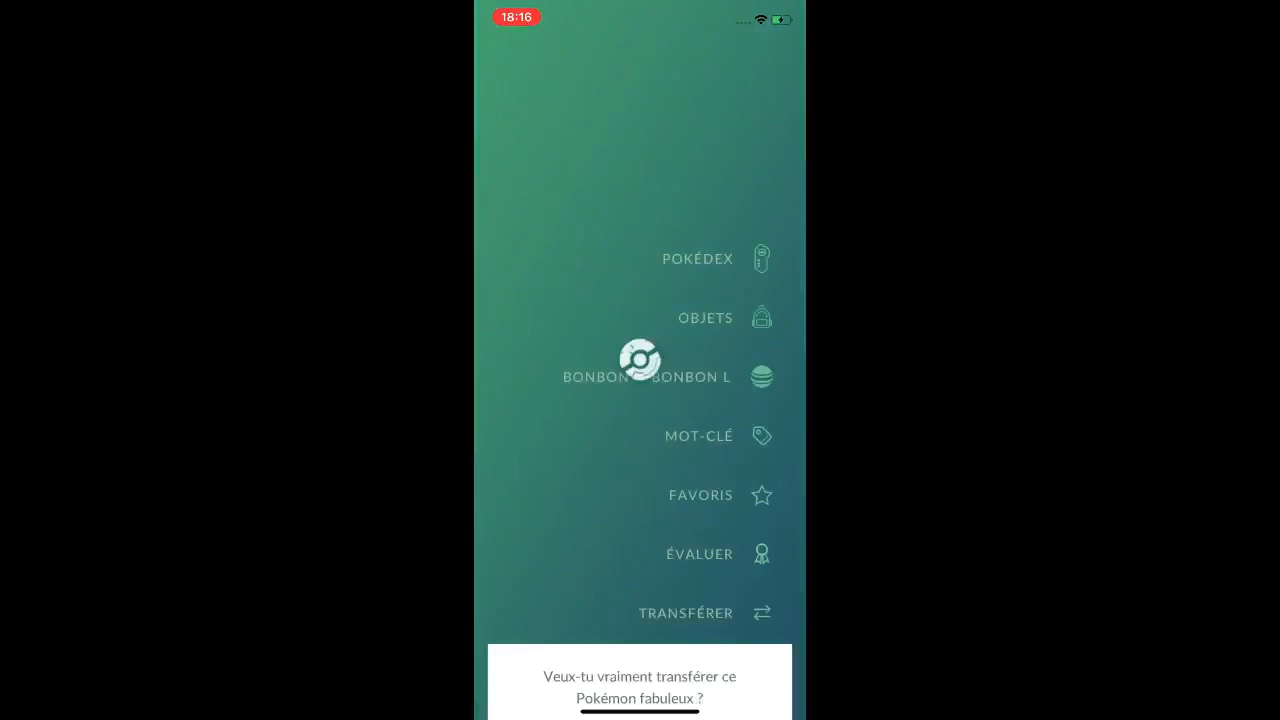 18:16
POKÉDEX
OBJETS
BONBON BONBON L
MOT-CLÉ
FAVORIS
ÉVALUER
TRANSFÉRER
Veux-tu vraiment transférer ce
Pokémon fabuleux ?